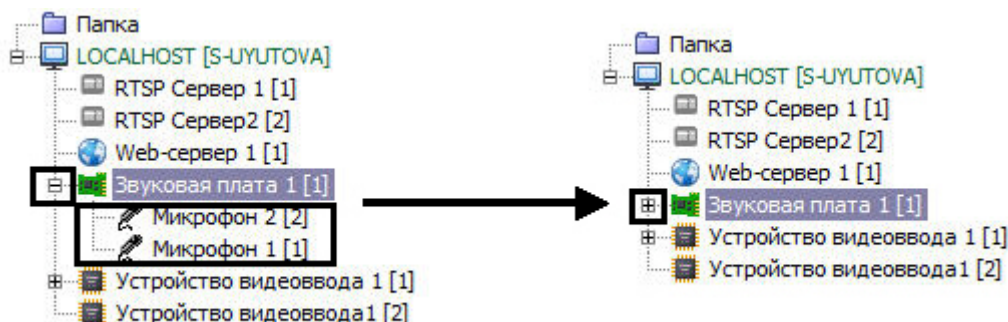 Папка
LOCALHOST [S-UYUTOVA]
RTSP Сервер 1 [1]
RTSP Сервер2 [2]
Web-сервер 1 [1]
Звуковая плата 1 [1]
Микрофон 2 [2]
Микрофон 1 [1]
Устройство видеоввода 1 [1]
Устройство видеоввода1 [2]
Папка
LOCALHOST [S-UYUTOVA]
RTSP Сервер 1 [1]
RTSP Сервер2 [2]
Web-сервер 1 [1]
Звуковая плата 1 [1]
Устройство видеоввода 1 [1]
Устройство видеоввода1 [2]